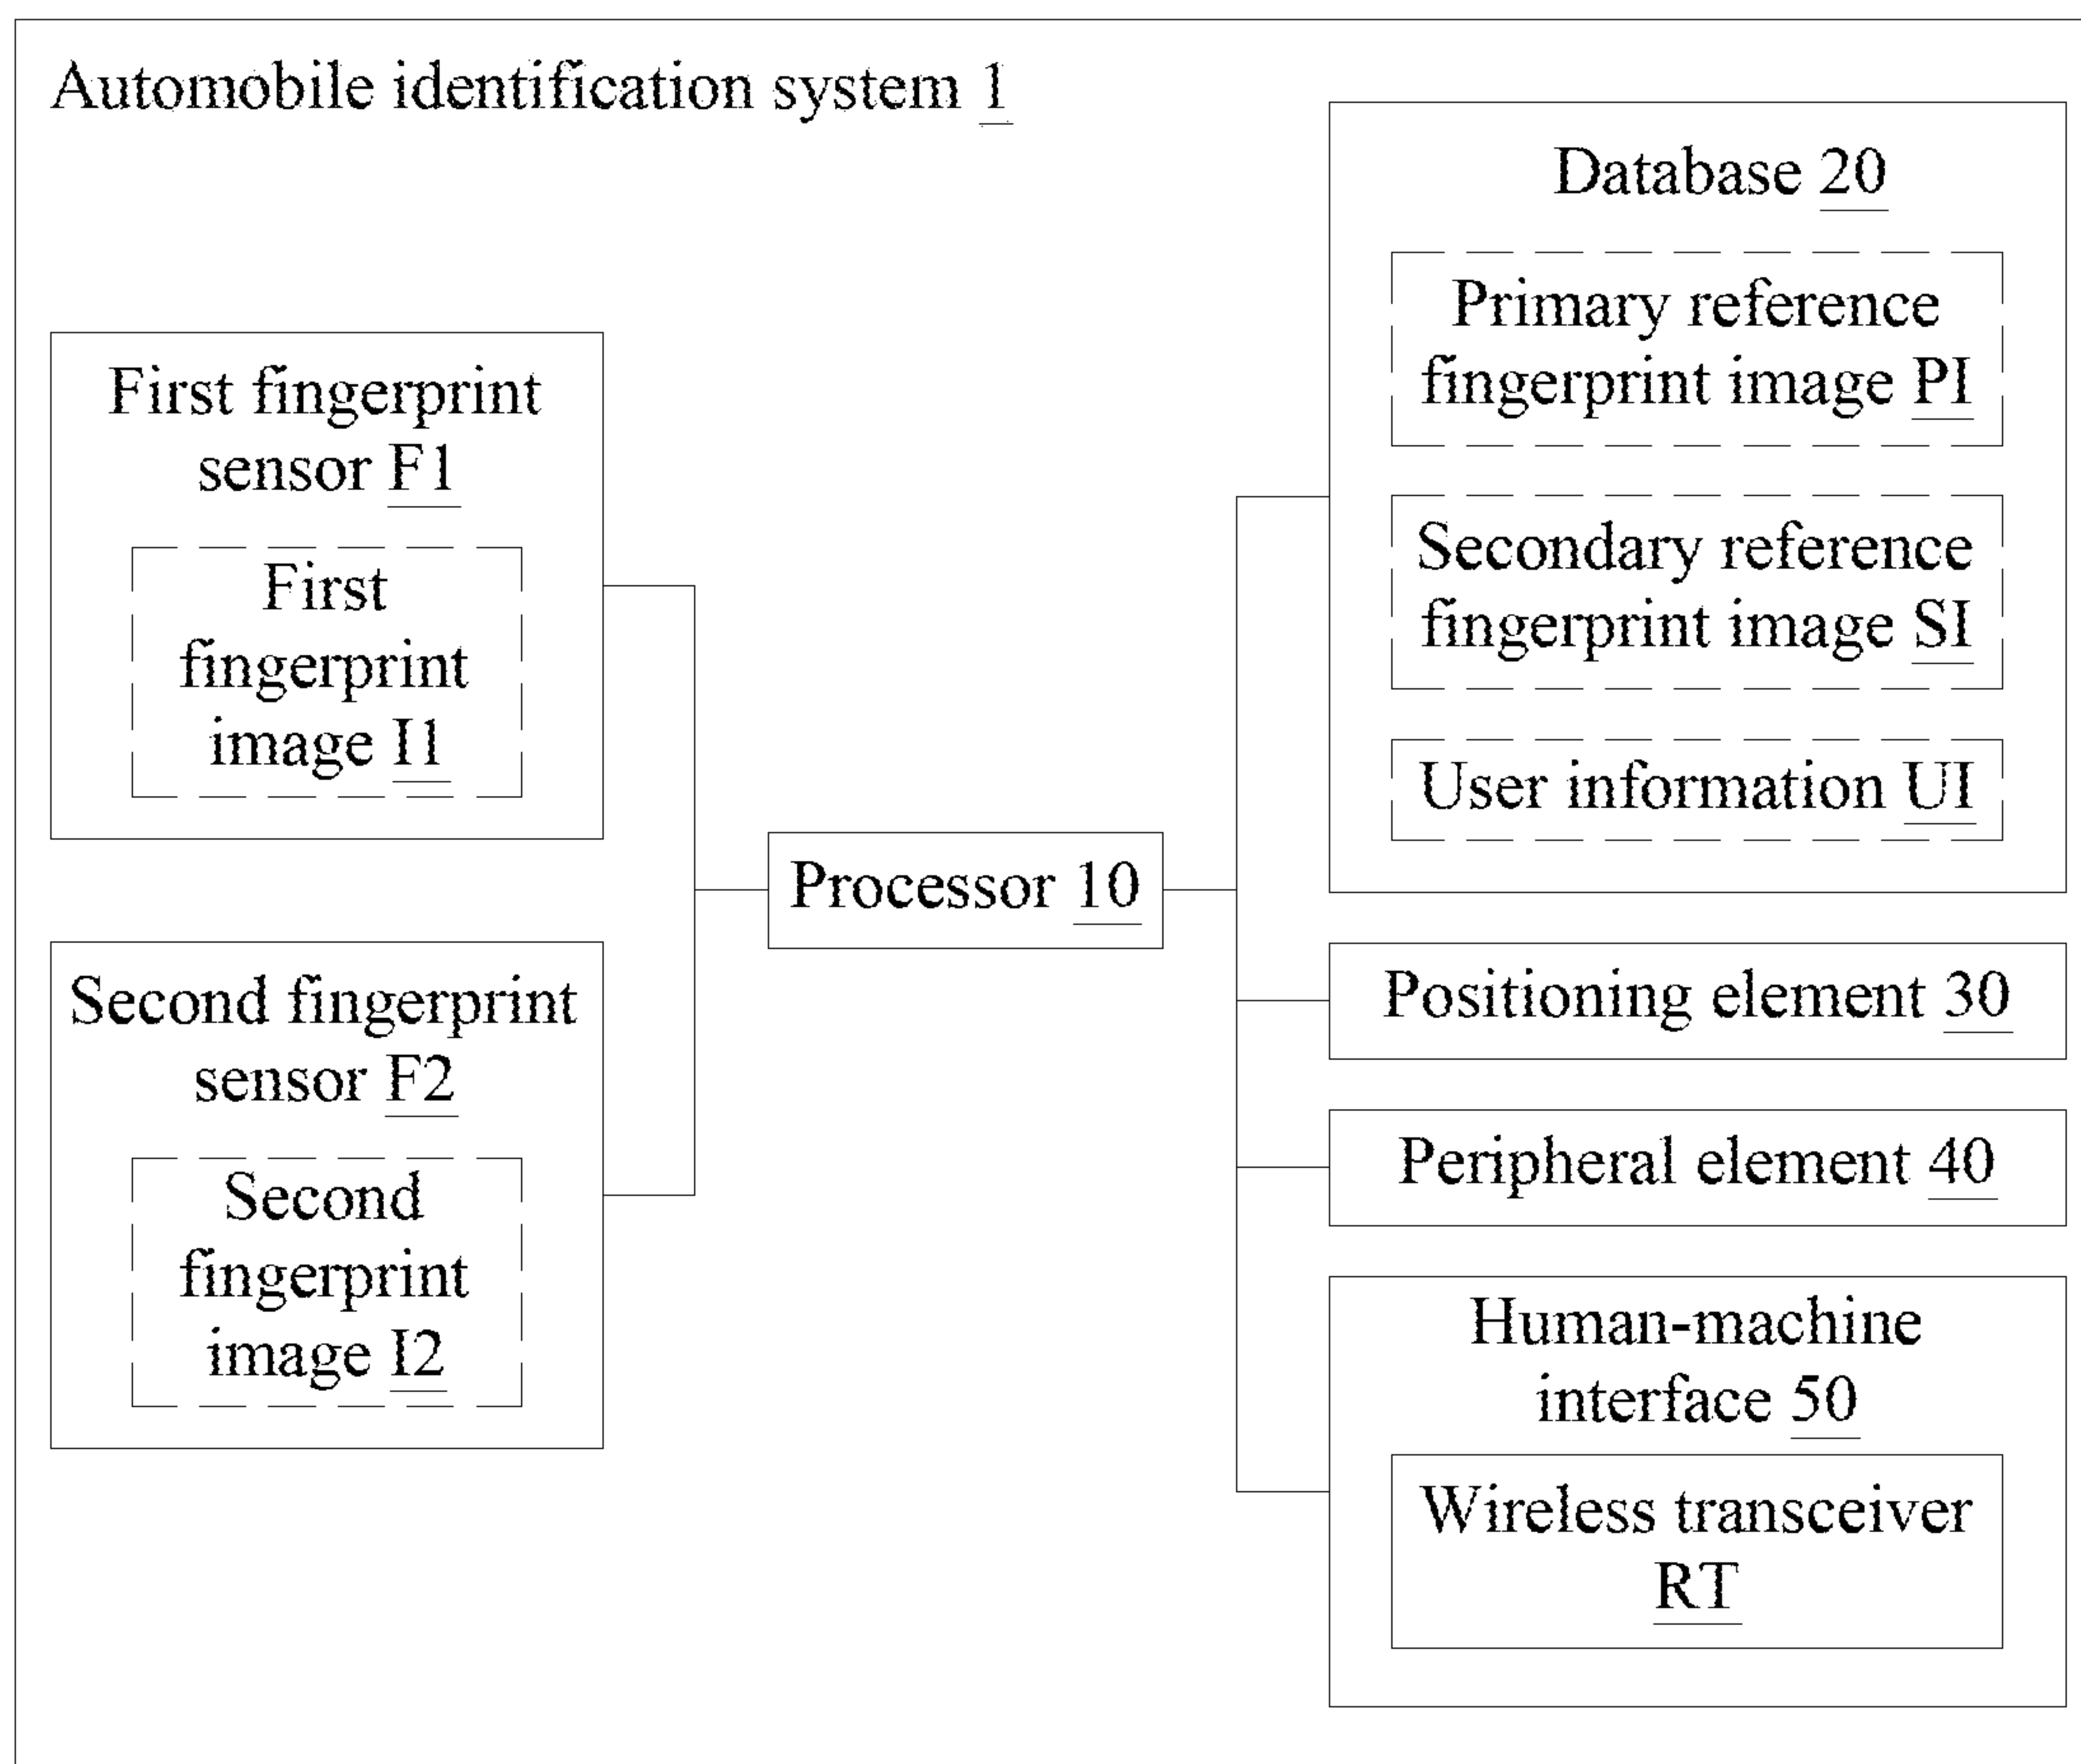 Automobile identification system 1
First fingerprint
sensor F1
First
fingerprint
image I1
Second fingerprint
sensor F2
Second
fingerprint
image I2
Processor 10
Database 20
Primary reference
fingerprint image PI
Secondary reference
fingerprint image SI
User information UI
Positioning element 30
Peripheral element 40
Human-machine
interface 50
Wireless transceiver
RT